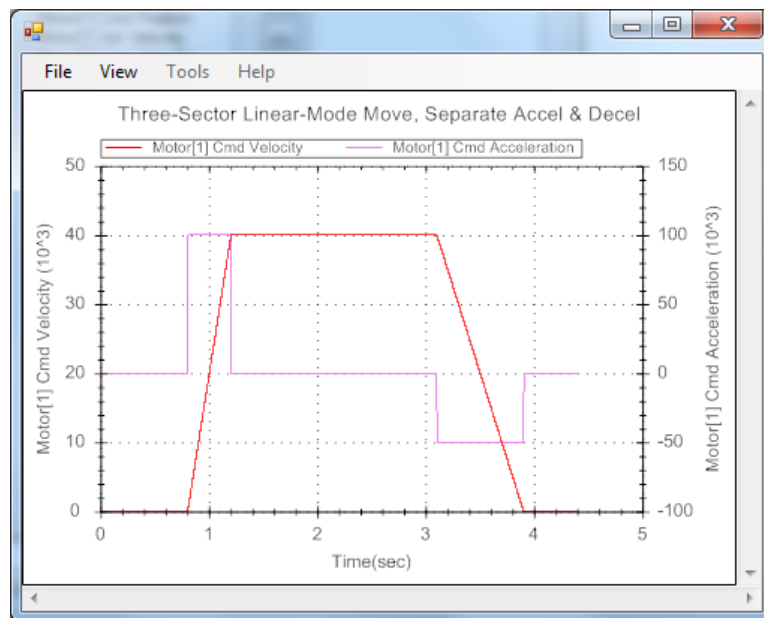 File View Tools Help
Three-Sector Linear-Mode Move, Separate Accel & Decel
Motor[1] Cmd Velocity Motor[1] Cmd Acceleration
50 150
40 100
30 50
20 0
10 -50
0 -100
0 1 2 3 4 5
Time(sec)
Motor[1] Cmd Velocity (10^3)
Motor[1] Cmd Acceleration (10^3)